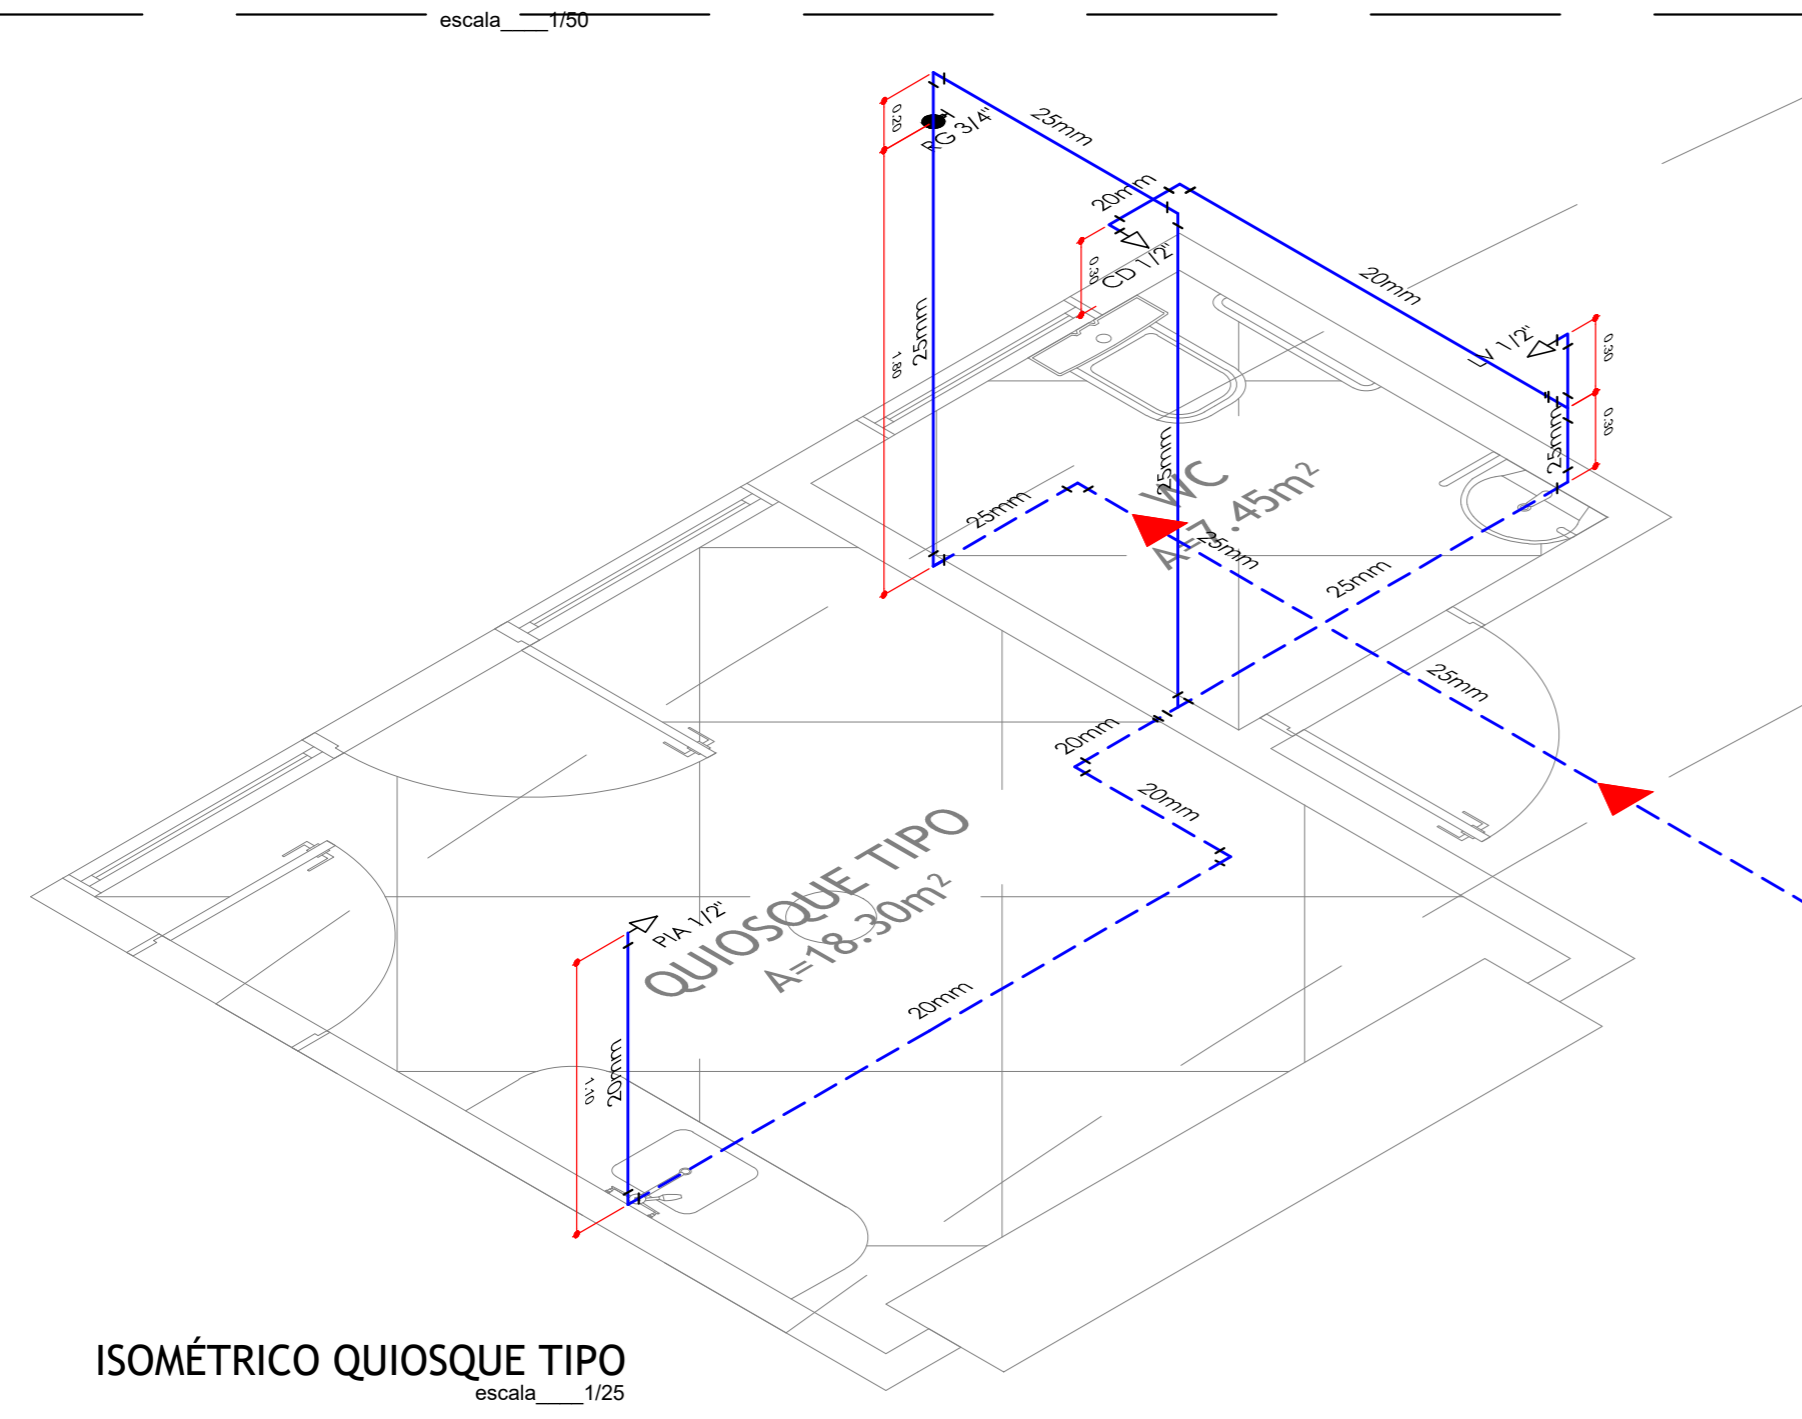 escala____1/50
0.20
RG 3/4"
25mm
20mm
CD 1/2"
0.30
20mm
LV 1/2"
0.30
0.30
25mm
25mm
1.80
25mm
WC
A=7.45m²
25mm
25mm
25mm
25mm
20mm
20mm
QUIOSQUE TIPO
A=18.30m²
PIA 1/2"
20mm
20mm
1.10
ISOMÉTRICO QUIOSQUE TIPO
escala____1/25